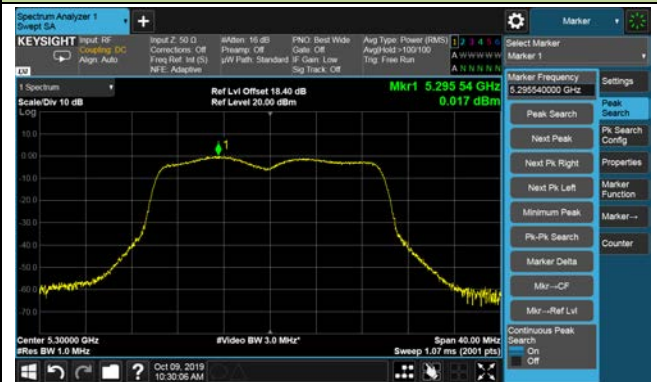 Spectrum Analyzer 1
Swept SA
Marker
KEYSIGHT
Input: RF
Coupling: DC
Align: Auto
Input Z: 50 Ω
Corrections: Off
Freq Ref: Int (S)
NFE: Adaptive
#Atten: 16 dB
Preamp: Off
µW Path: Standard
PNO: Best Wide
Gate: Off
IF Gain: Low
Sig Track: Off
Avg Type: Power (RMS)
Avg|Hold:>100/100
Trig: Free Run
1 2 3 4 5 6
A W W W W W
A N N N N N
Select Marker
Marker 1
LXI
1 Spectrum
Scale/Div 10 dB
Log
Ref Lvl Offset 18.40 dB
Ref Level 20.00 dBm
Mkr1 5.295 54 GHz
0.017 dBm
Marker Frequency
5.295540000 GHz
Settings
Peak Search
Next Peak
Next Pk Right
Next Pk Left
Minimum Peak
Pk-Pk Search
Marker Delta
Mkr→CF
Mkr→Ref Lvl
Continuous Peak
Search
On
Off
Peak
Search
Pk Search
Config
Properties
Marker
Function
Marker→
Counter
10.0
0.00
-10.0
-20.0
-30.0
-40.0
-50.0
-60.0
-70.0
1
Center 5.30000 GHz
#Res BW 1.0 MHz
#Video BW 3.0 MHz*
Span 40.00 MHz
Sweep 1.07 ms (2001 pts)
Oct 09, 2019
10:30:06 AM